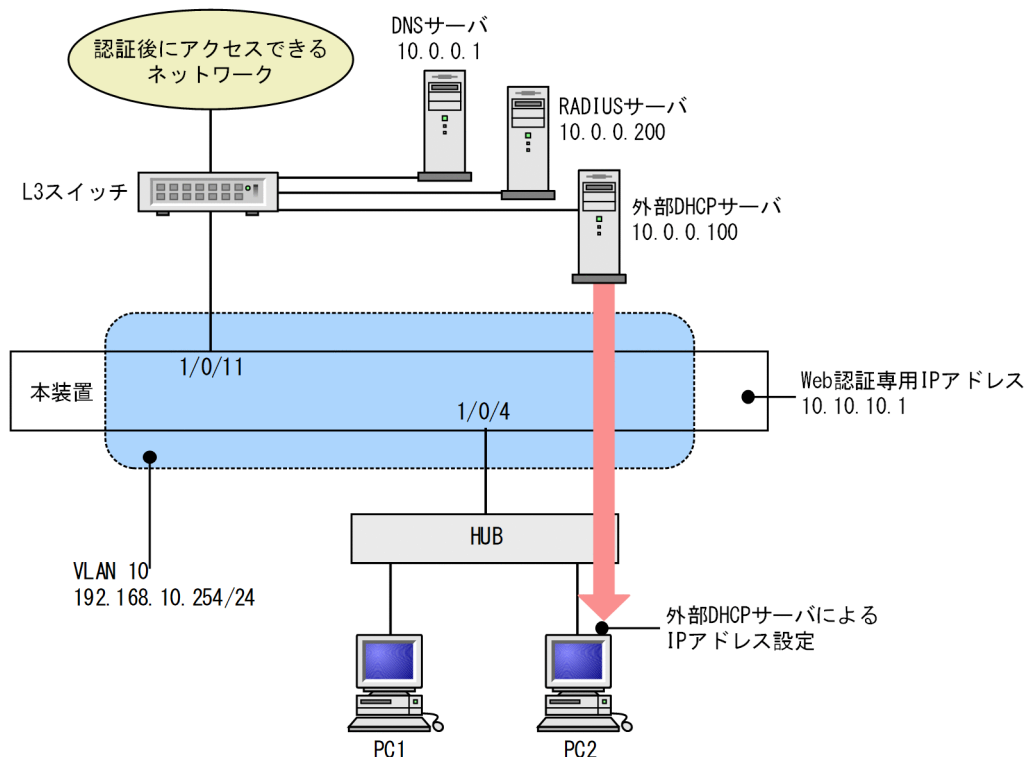 DNSサーバ
10.0.0.1
認証後にアクセスできる
ネットワーク
RADIUSサーバ
10.0.0.200
L3スイッチ
外部DHCPサーバ
10.0.0.100
1/0/11
本装置
1/0/4
Web認証専用IPアドレス
10.10.10.1
HUB
VLAN 10
192.168.10.254/24
外部DHCPサーバによる
IPアドレス設定
PC1
PC2